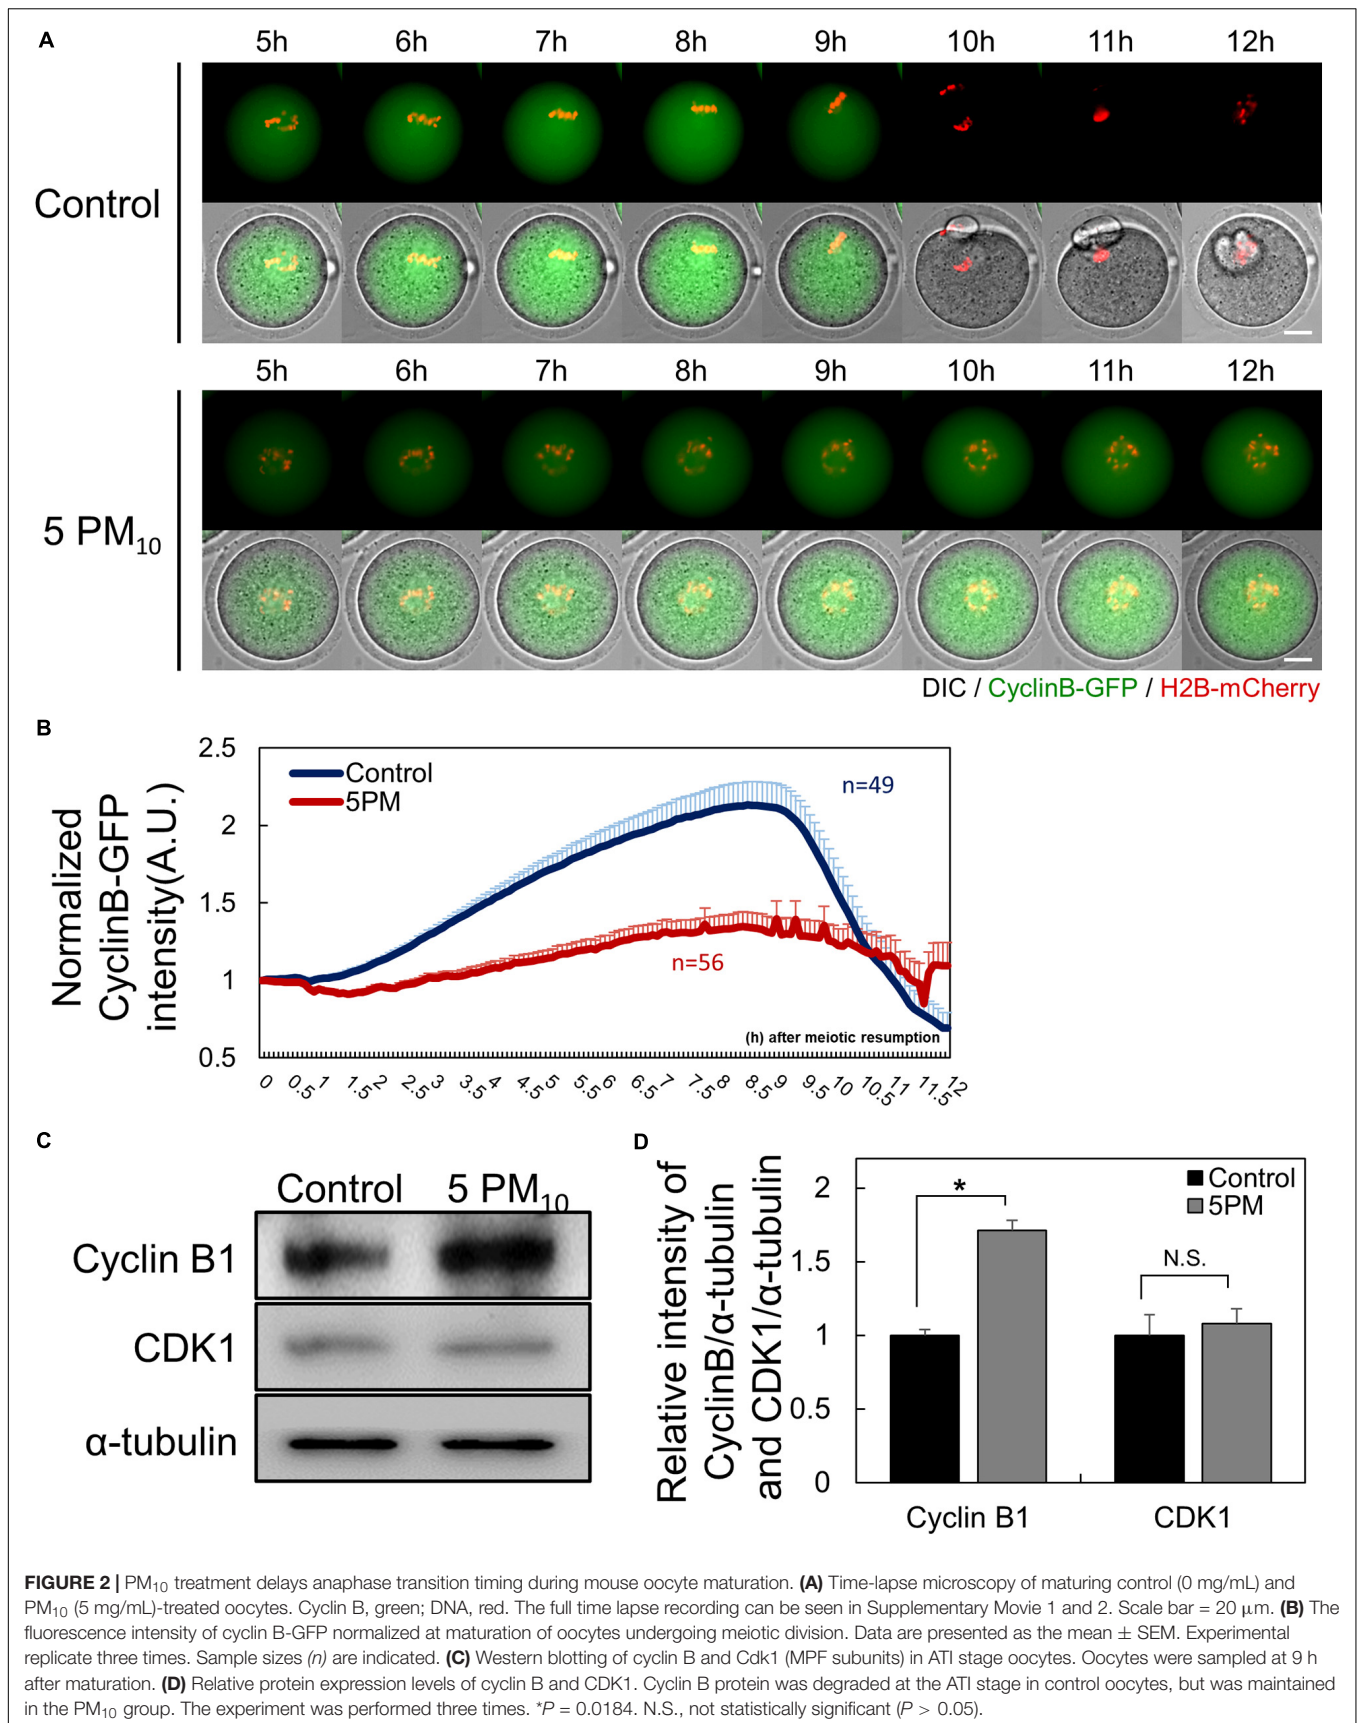 A
5h 6h 7h 8h 9h 10h 11h 12h
Control
5h 6h 7h 8h 9h 10h 11h 12h
5 PM10
DIC / CyclinB-GFP / H2B-mCherry
B
Normalized
CyclinB-GFP
intensity(A.U.)
2.5
2
1.5
1
0.5
Control
5PM
n=49
n=56
(h) after meiotic resumption
0 0.5 1 1.5 2 2.5 3 3.5 4 4.5 5 5.5 6 6.5 7 7.5 8 8.5 9 9.5 10 10.5 11 11.5 12
C
Control 5 PM10
Cyclin B1
CDK1
α-tubulin
D
Relative intensity of
CyclinB/α-tubulin
and CDK1/α-tubulin
2
1.5
1
0.5
0
Control
5PM
*
N.S.
Cyclin B1 CDK1
FIGURE 2 | PM10 treatment delays anaphase transition timing during mouse oocyte maturation. (A) Time-lapse microscopy of maturing control (0 mg/mL) and
PM10 (5 mg/mL)-treated oocytes. Cyclin B, green; DNA, red. The full time lapse recording can be seen in Supplementary Movie 1 and 2. Scale bar = 20 μm. (B) The
fluorescence intensity of cyclin B-GFP normalized at maturation of oocytes undergoing meiotic division. Data are presented as the mean ± SEM. Experimental
replicate three times. Sample sizes (n) are indicated. (C) Western blotting of cyclin B and Cdk1 (MPF subunits) in ATI stage oocytes. Oocytes were sampled at 9 h
after maturation. (D) Relative protein expression levels of cyclin B and CDK1. Cyclin B protein was degraded at the ATI stage in control oocytes, but was maintained
in the PM10 group. The experiment was performed three times. *P = 0.0184. N.S., not statistically significant (P > 0.05).